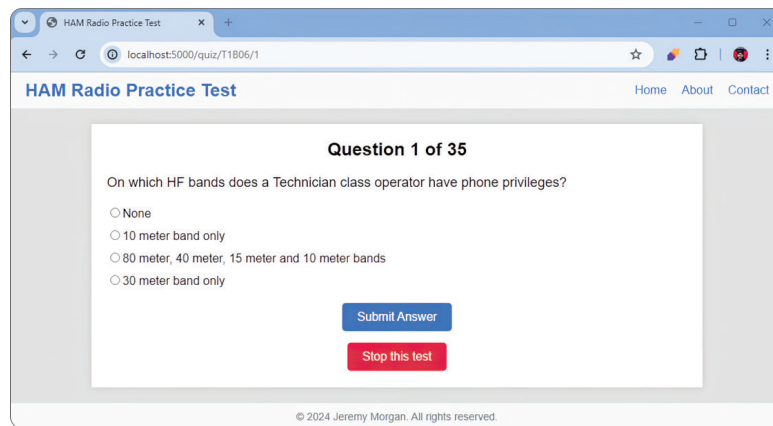 HAM Radio Practice Test
localhost:5000/quiz/T1806/1
HAM Radio Practice Test
Home About Contact
Question 1 of 35
On which HF bands does a Technician class operator have phone privileges?
None
10 meter band only
80 meter, 40 meter, 15 meter and 10 meter bands
30 meter band only
Submit Answer
Stop this test
© 2024 Jeremy Morgan. All rights reserved.